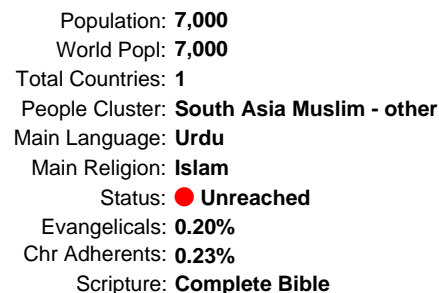 Population: 7,000
World Popl: 7,000
Total Countries: 1
People Cluster: South Asia Muslim - other
Main Language: Urdu
Main Religion: Islam
Status: Unreached
Evangelicals: 0.20%
Chr Adherents: 0.23%
Scripture: Complete Bible